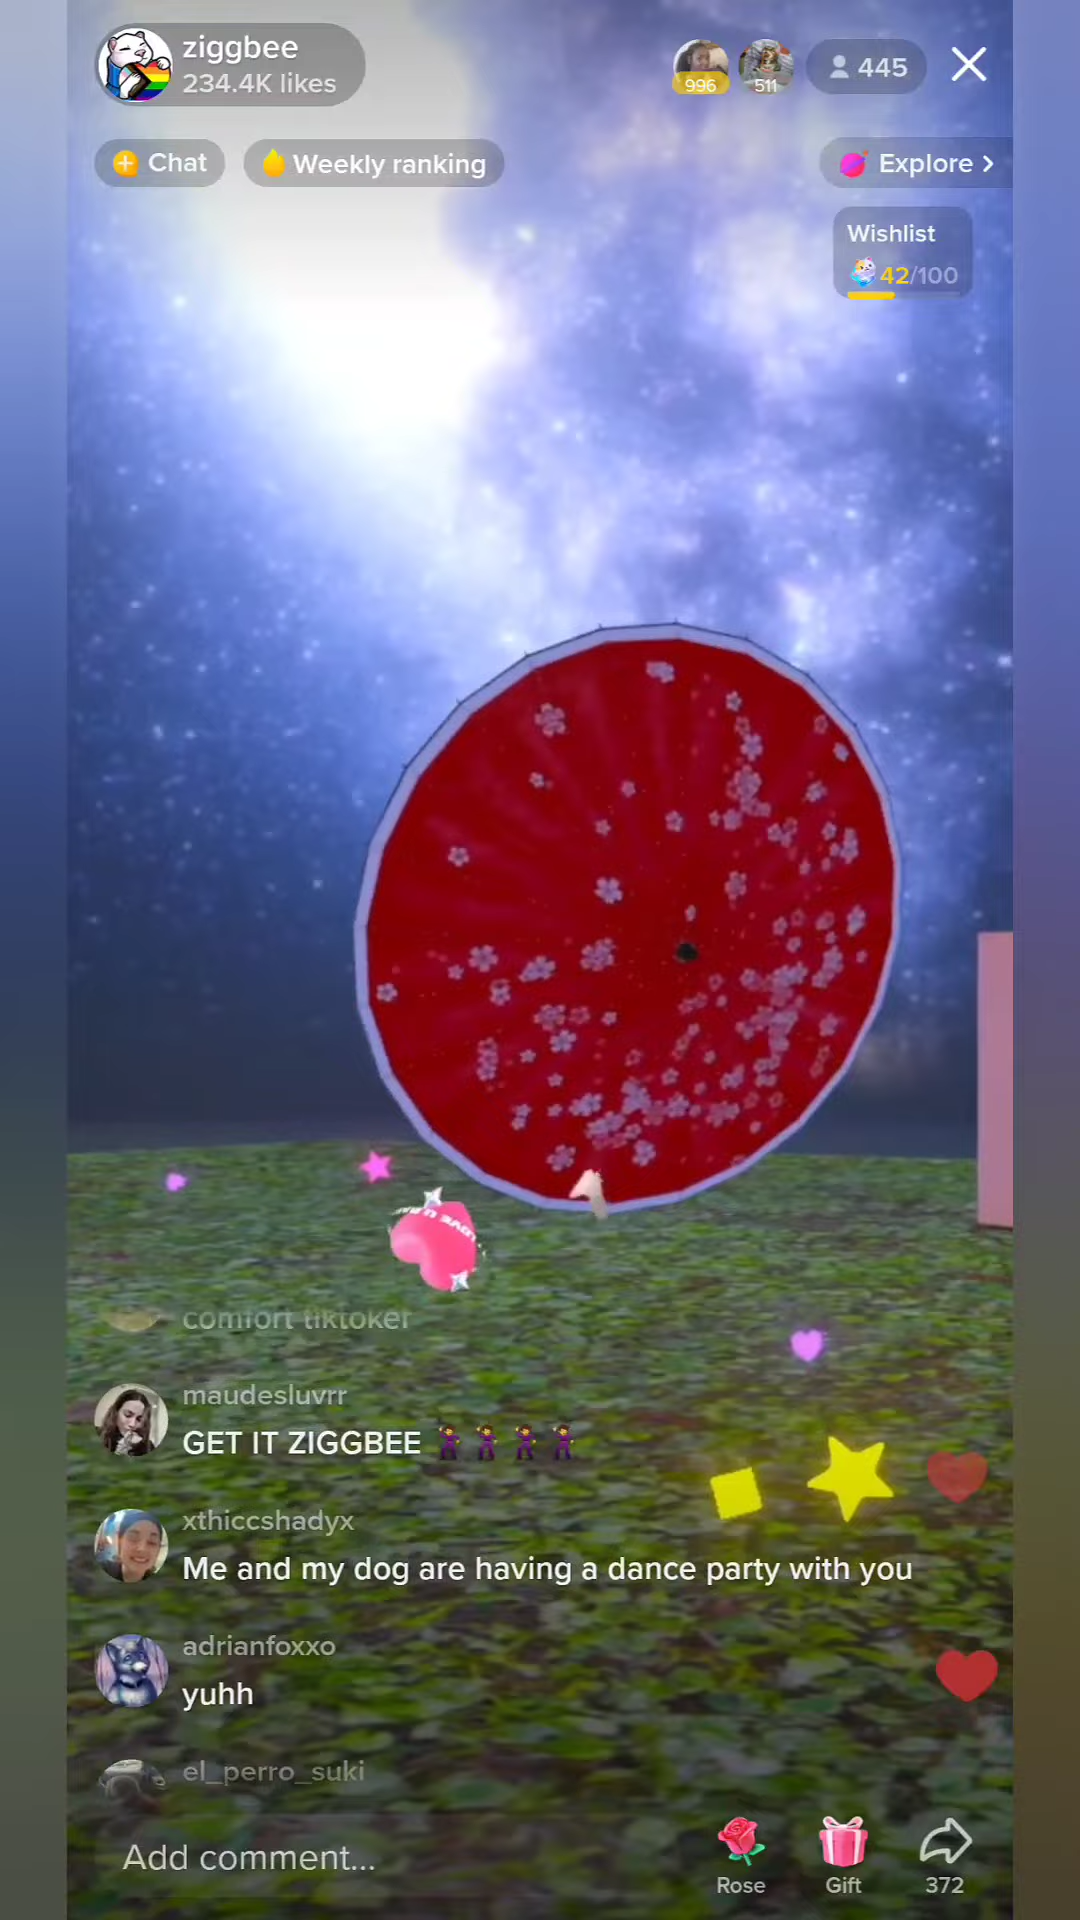 ziggbee
234.4K likes
996
511
445
Chat
Weekly ranking
Explore
Wishlist
42/100
comfort tiktoker
maudesluvrr
GET IT ZIGGBEE
xthiccshadyx
Me and my dog are having a dance party with you
adrianfoxxo
yuhh
el_perro_suki
Add comment...
Rose
Gift
372